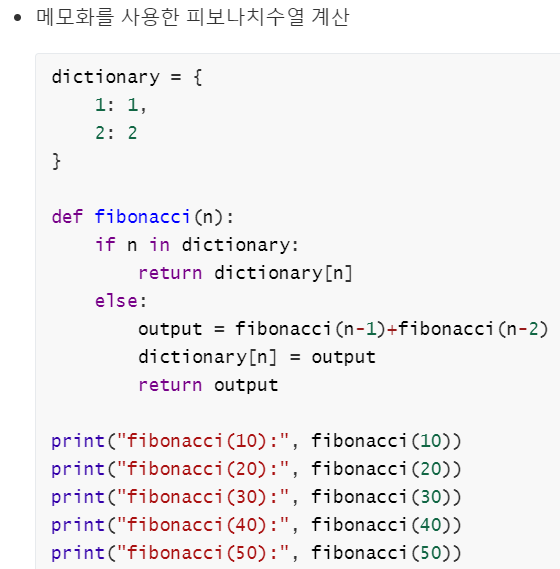 메모화를 사용한 피보나치수열 계산
dictionary = {
    1: 1,
    2: 2
}
def fibonacci(n):
    if n in dictionary:
        return dictionary[n]
    else:
        output = fibonacci(n-1)+fibonacci(n-2)
        dictionary[n] = output
        return output
print("fibonacci(10):", fibonacci(10))
print("fibonacci(20):", fibonacci(20))
print("fibonacci(30):", fibonacci(30))
print("fibonacci(40):", fibonacci(40))
print("fibonacci(50):", fibonacci(50))